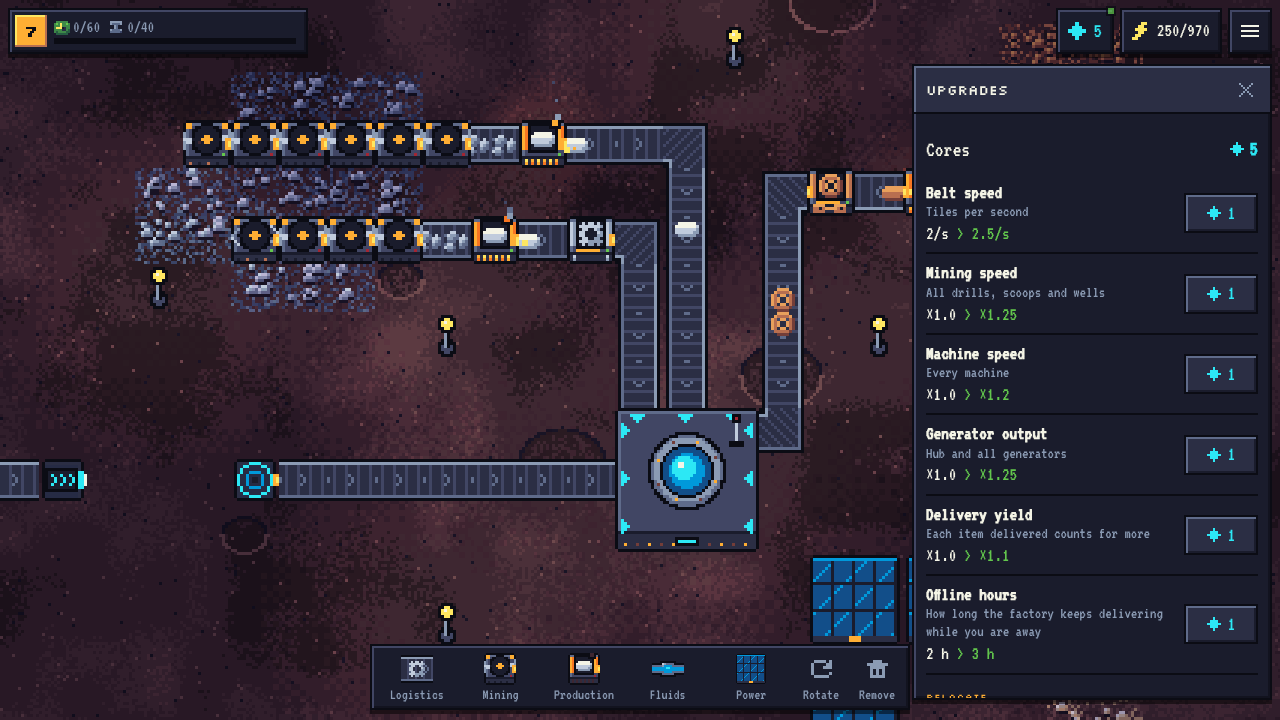 7 0/60 0/40
5 250/970
UPGRADES
Cores 5
Belt speed
Tiles per second
2/s > 2.5/s
1
Mining speed
All drills, scoops and wells
x1.0 > x1.25
1
Machine speed
Every machine
x1.0 > x1.2
1
Generator output
Hub and all generators
x1.0 > x1.25
1
Delivery yield
Each item delivered counts for more
x1.0 > x1.1
1
Offline hours
How long the factory keeps delivering
while you are away
2 h > 3 h
1
RELOCATE
Logistics Mining Production Fluids Power Rotate Remove